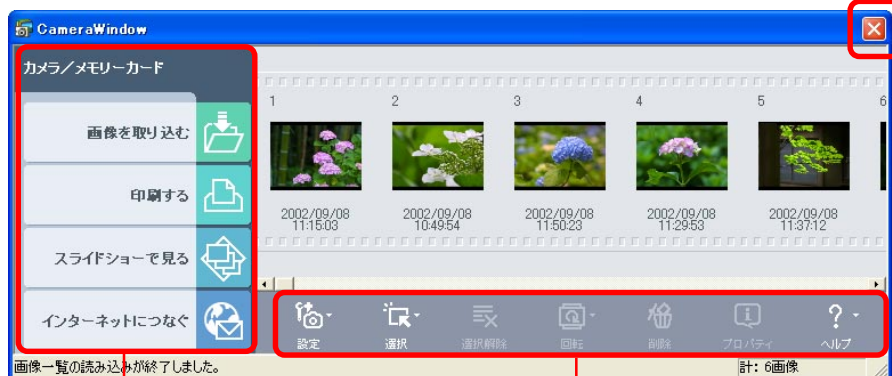 CameraWindow
カメラ／メモリーカード
画像を取り込む
印刷する
スライドショーで見る
インターネットにつなぐ
1 2 3 4 5 6
2002/09/08 2002/09/08 2002/09/08 2002/09/08 2002/09/08
11:15:03 10:49:54 11:50:23 11:29:53 11:37:12
設定 選択 選択解除 回転 削除 プロパティ ヘルプ
画像一覧の読み込みが終了しました。 計: 6画像